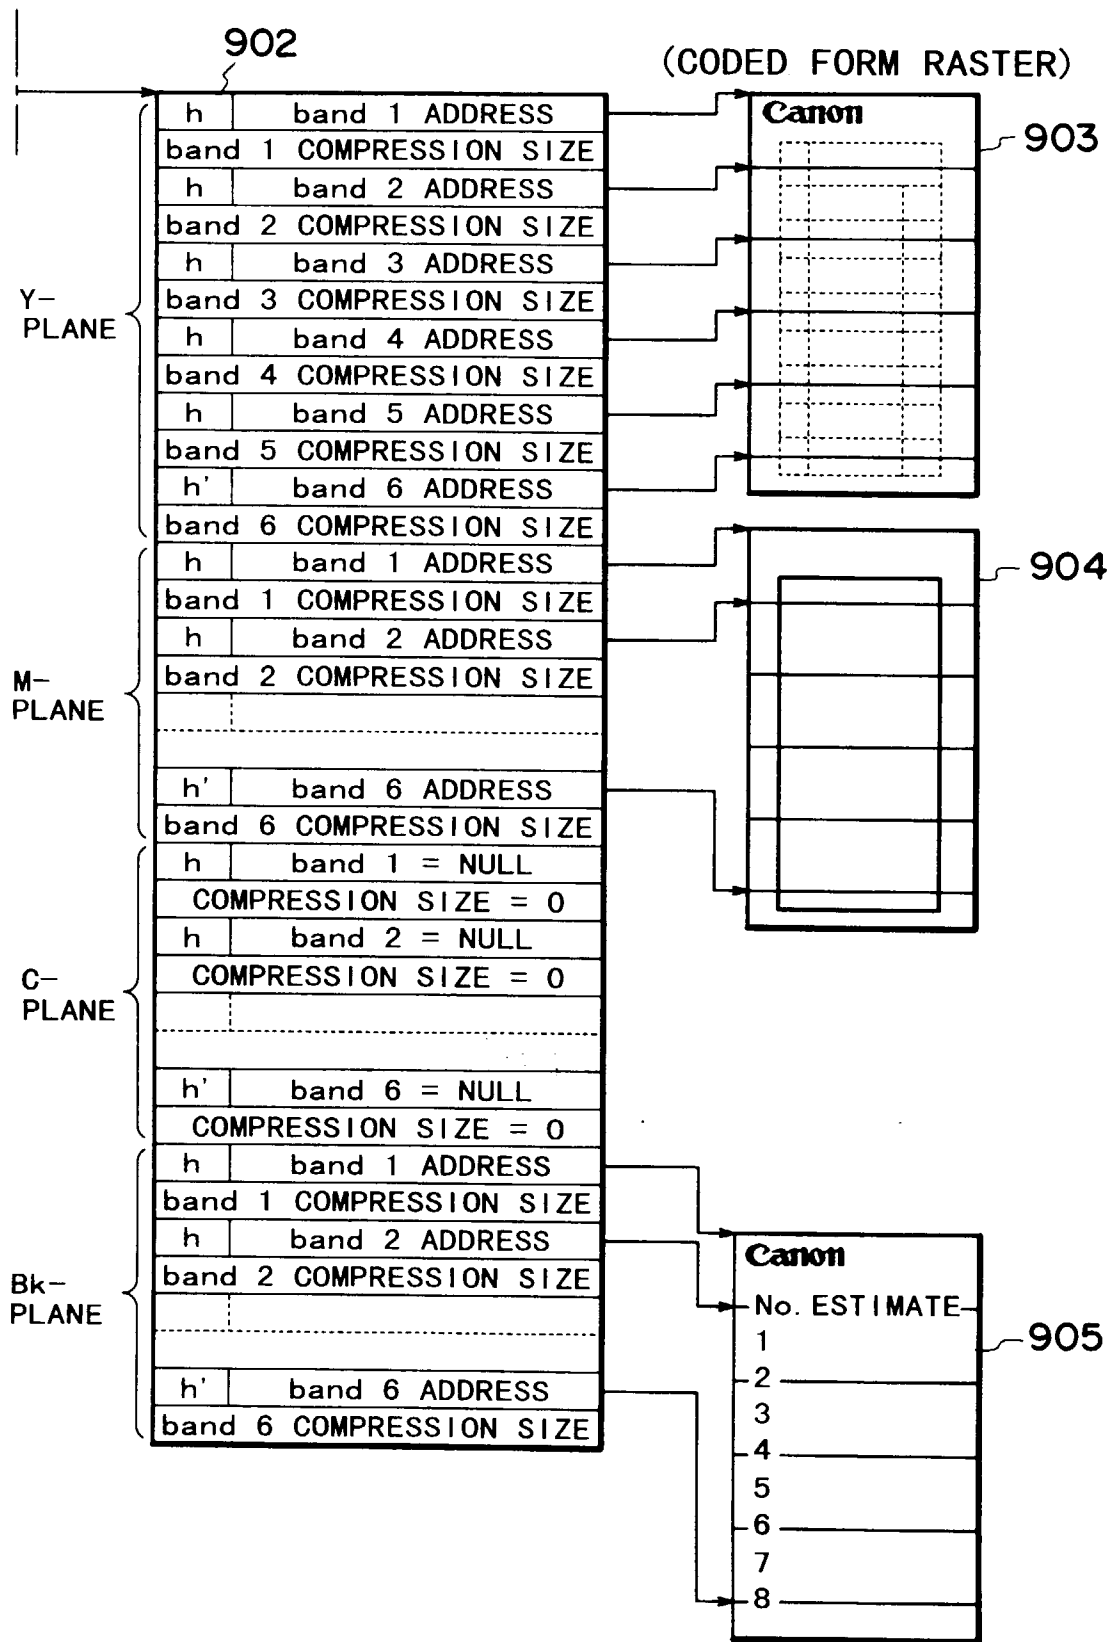 902
(CODED FORM RASTER)
h band 1 ADDRESS
band 1 COMPRESSION SIZE
h band 2 ADDRESS
band 2 COMPRESSION SIZE
h band 3 ADDRESS
band 3 COMPRESSION SIZE
h band 4 ADDRESS
band 4 COMPRESSION SIZE
h band 5 ADDRESS
band 5 COMPRESSION SIZE
h' band 6 ADDRESS
band 6 COMPRESSION SIZE
Y-
PLANE
Canon
903
h band 1 ADDRESS
band 1 COMPRESSION SIZE
h band 2 ADDRESS
band 2 COMPRESSION SIZE
h' band 6 ADDRESS
band 6 COMPRESSION SIZE
M-
PLANE
904
h band 1 = NULL
COMPRESSION SIZE = 0
h band 2 = NULL
COMPRESSION SIZE = 0
h' band 6 = NULL
COMPRESSION SIZE = 0
C-
PLANE
h band 1 ADDRESS
band 1 COMPRESSION SIZE
h band 2 ADDRESS
band 2 COMPRESSION SIZE
h' band 6 ADDRESS
band 6 COMPRESSION SIZE
Bk-
PLANE
Canon
No. ESTIMATE
1
2
3
4
5
6
7
8
905